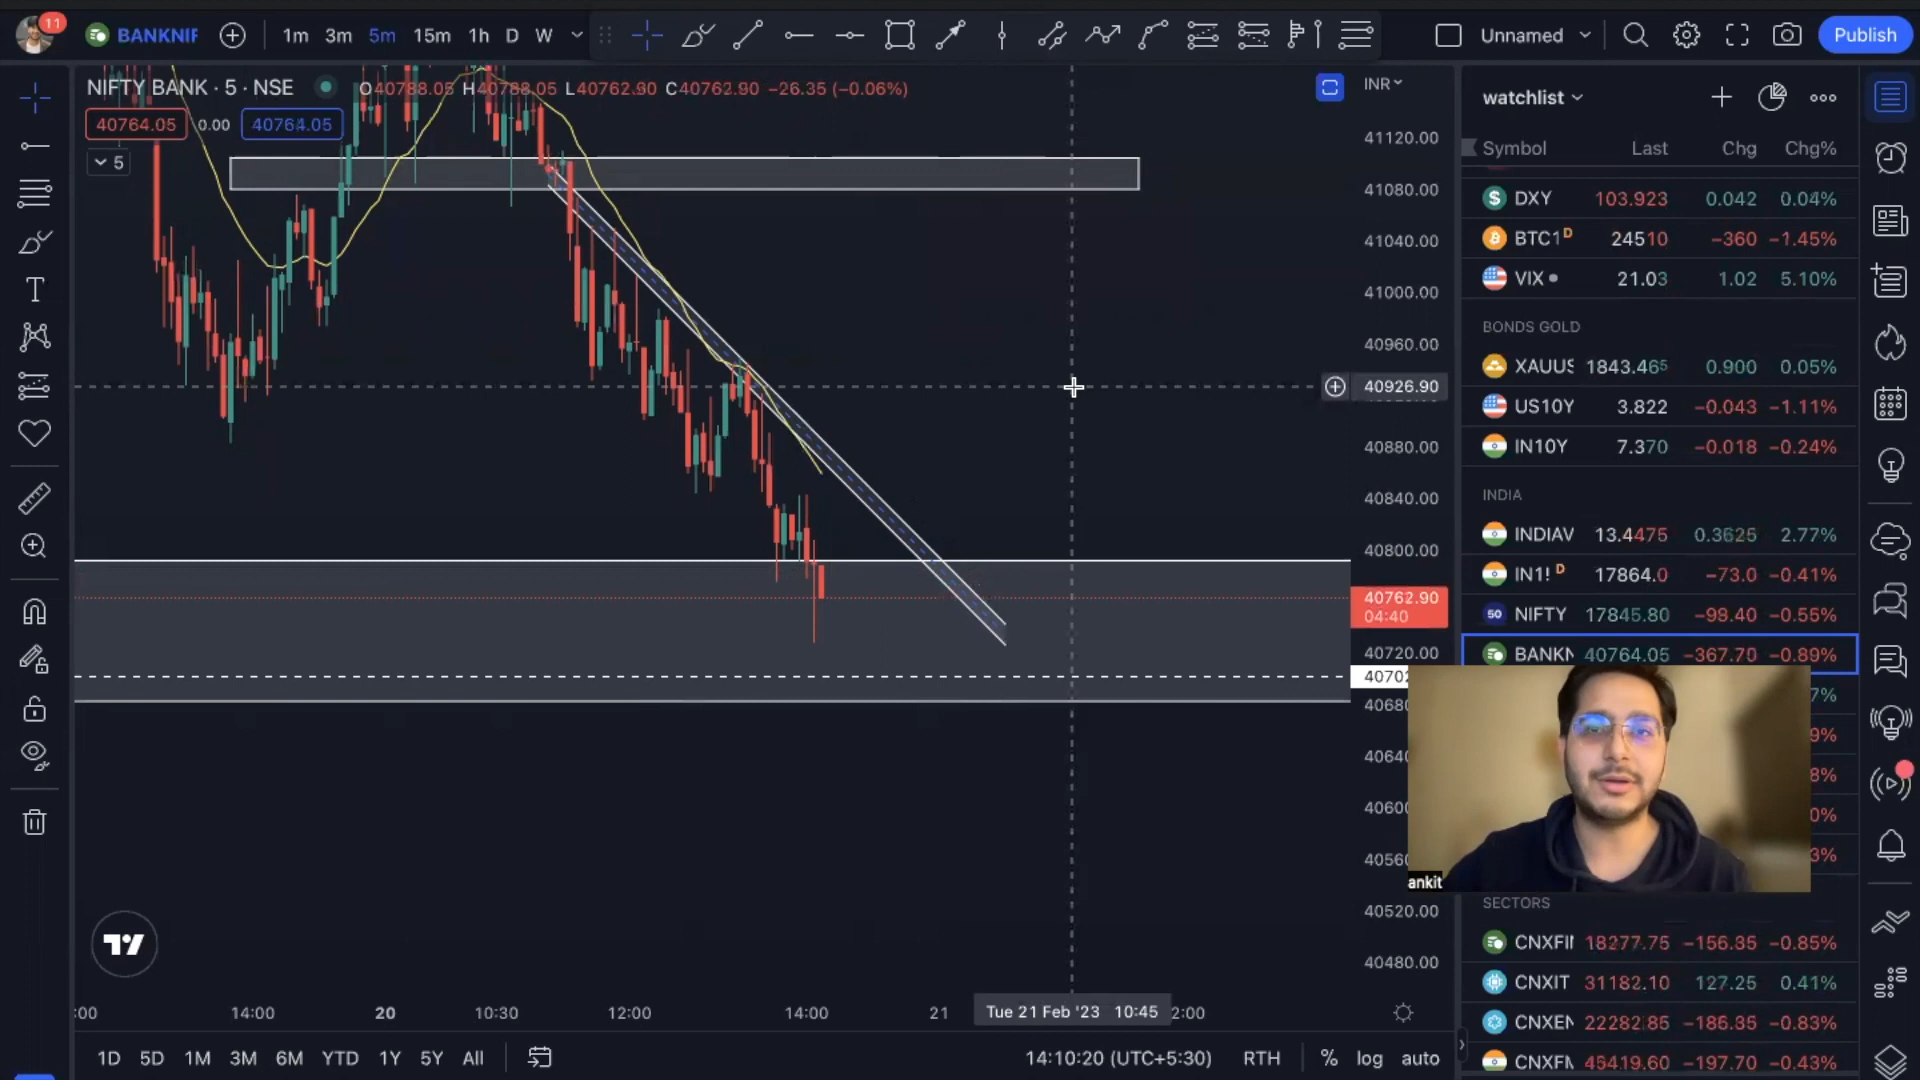 11 BANKNIF 1m 3m 5m 15m 1h D W Unnamed Publish
NIFTY BANK · 5 · NSE O40788.05 H40788.05 L40762.90 C40762.90 −26.35 (−0.06%) INR
40764.05 0.00 40764.05
5
41120.00
41080.00
41040.00
41000.00
40960.00
40926.90
40880.00
40840.00
40800.00
40762.90
04:40
40720.00
40702
40680
40640
40600
40560
40520.00
40480.00
:00 14:00 20 10:30 12:00 14:00 21 Tue 21 Feb '23 10:45 2:00
1D 5D 1M 3M 6M YTD 1Y 5Y All 14:10:20 (UTC+5:30) RTH % log auto
watchlist
Symbol Last Chg Chg%
DXY 103.923 0.042 0.04%
BTC1 D 24510 −360 −1.45%
VIX 21.03 1.02 5.10%
BONDS GOLD
XAUUS 1843.465 0.900 0.05%
US10Y 3.822 −0.043 −1.11%
IN10Y 7.370 −0.018 −0.24%
INDIA
INDIAV 13.4475 0.3625 2.77%
IN1! D 17864.0 −73.0 −0.41%
50 NIFTY 17845.80 −98.40 −0.55%
BANKN 40764.05 −367.70 −0.89%
7%
9%
8%
0%
3%
ankit
SECTORS
CNXFI 18277.75 −156.35 −0.85%
CNXIT 31182.10 127.25 0.41%
CNXEN 22282.85 −186.35 −0.83%
CNXFM 45419.60 −197.70 −0.43%